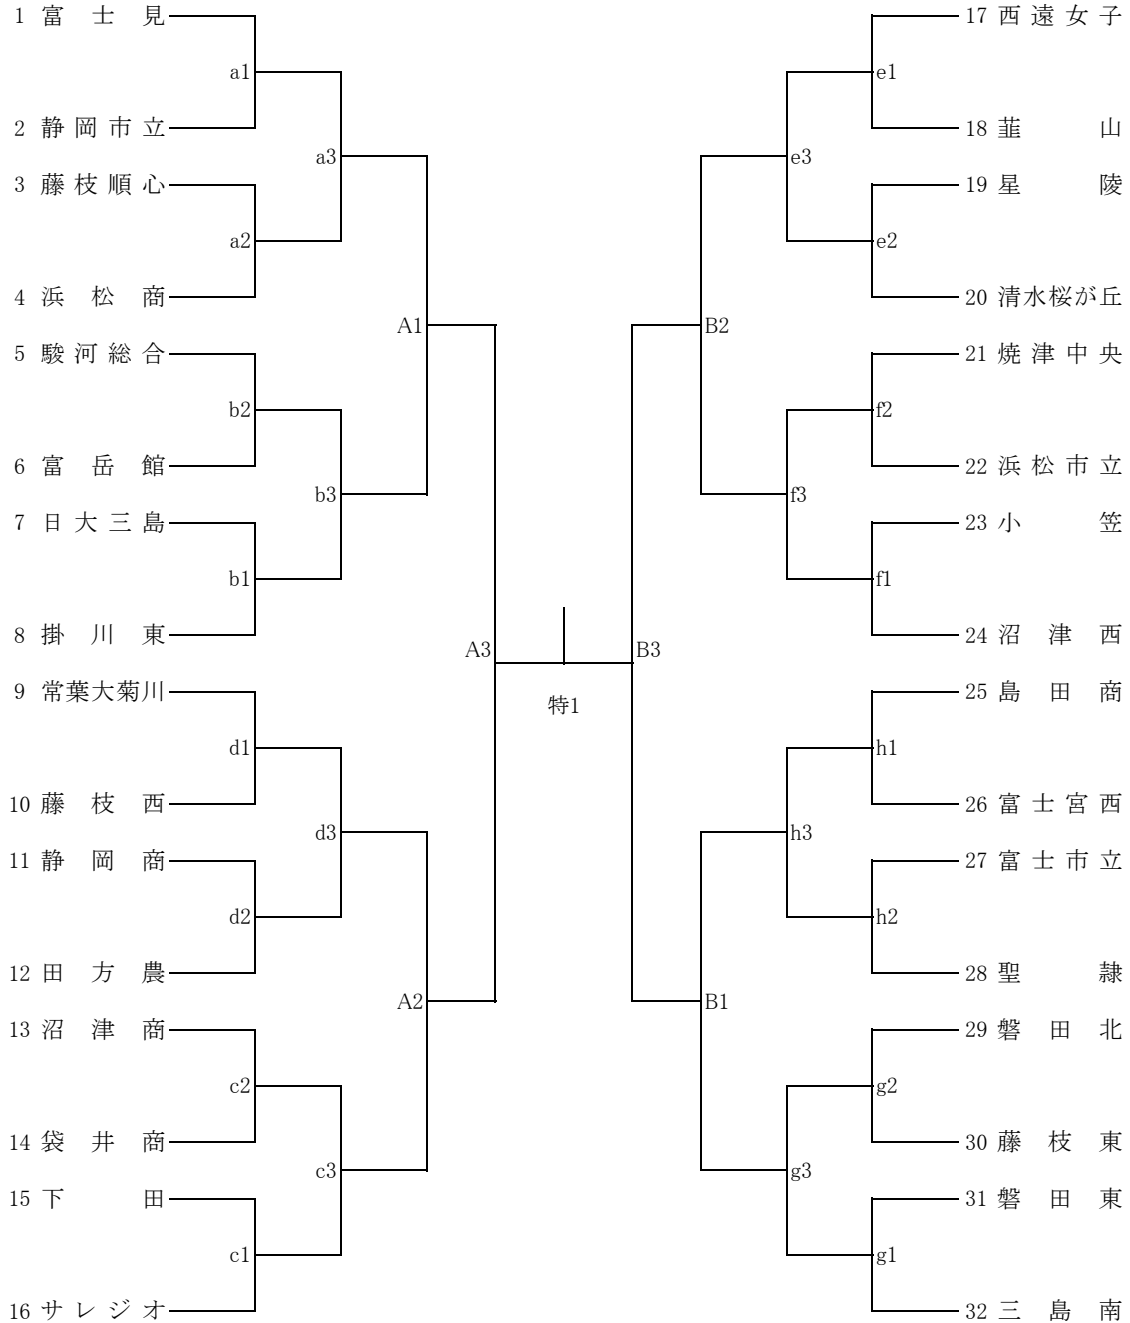 1 富士見
a1
2 静岡市立
a3
3 藤枝順心
a2
4 浜松商
A1
5 駿河総合
b2
6 富岳館
b3
7 日大三島
b1
8 掛川東
A3
9 常葉大菊川
d1
10 藤枝西
d3
11 静岡商
d2
12 田方農
A2
13 沼津商
c2
14 袋井商
c3
15 下田
c1
16 サレジオ
特1
17 西遠女子
e1
18 韮山
e3
19 星陵
e2
20 清水桜が丘
B2
21 焼津中央
f2
22 浜松市立
f3
23 小笠
f1
24 沼津西
B3
25 島田商
h1
26 富士宮西
h3
27 富士市立
h2
28 聖隷
B1
29 磐田北
g2
30 藤枝東
g3
31 磐田東
g1
32 三島南